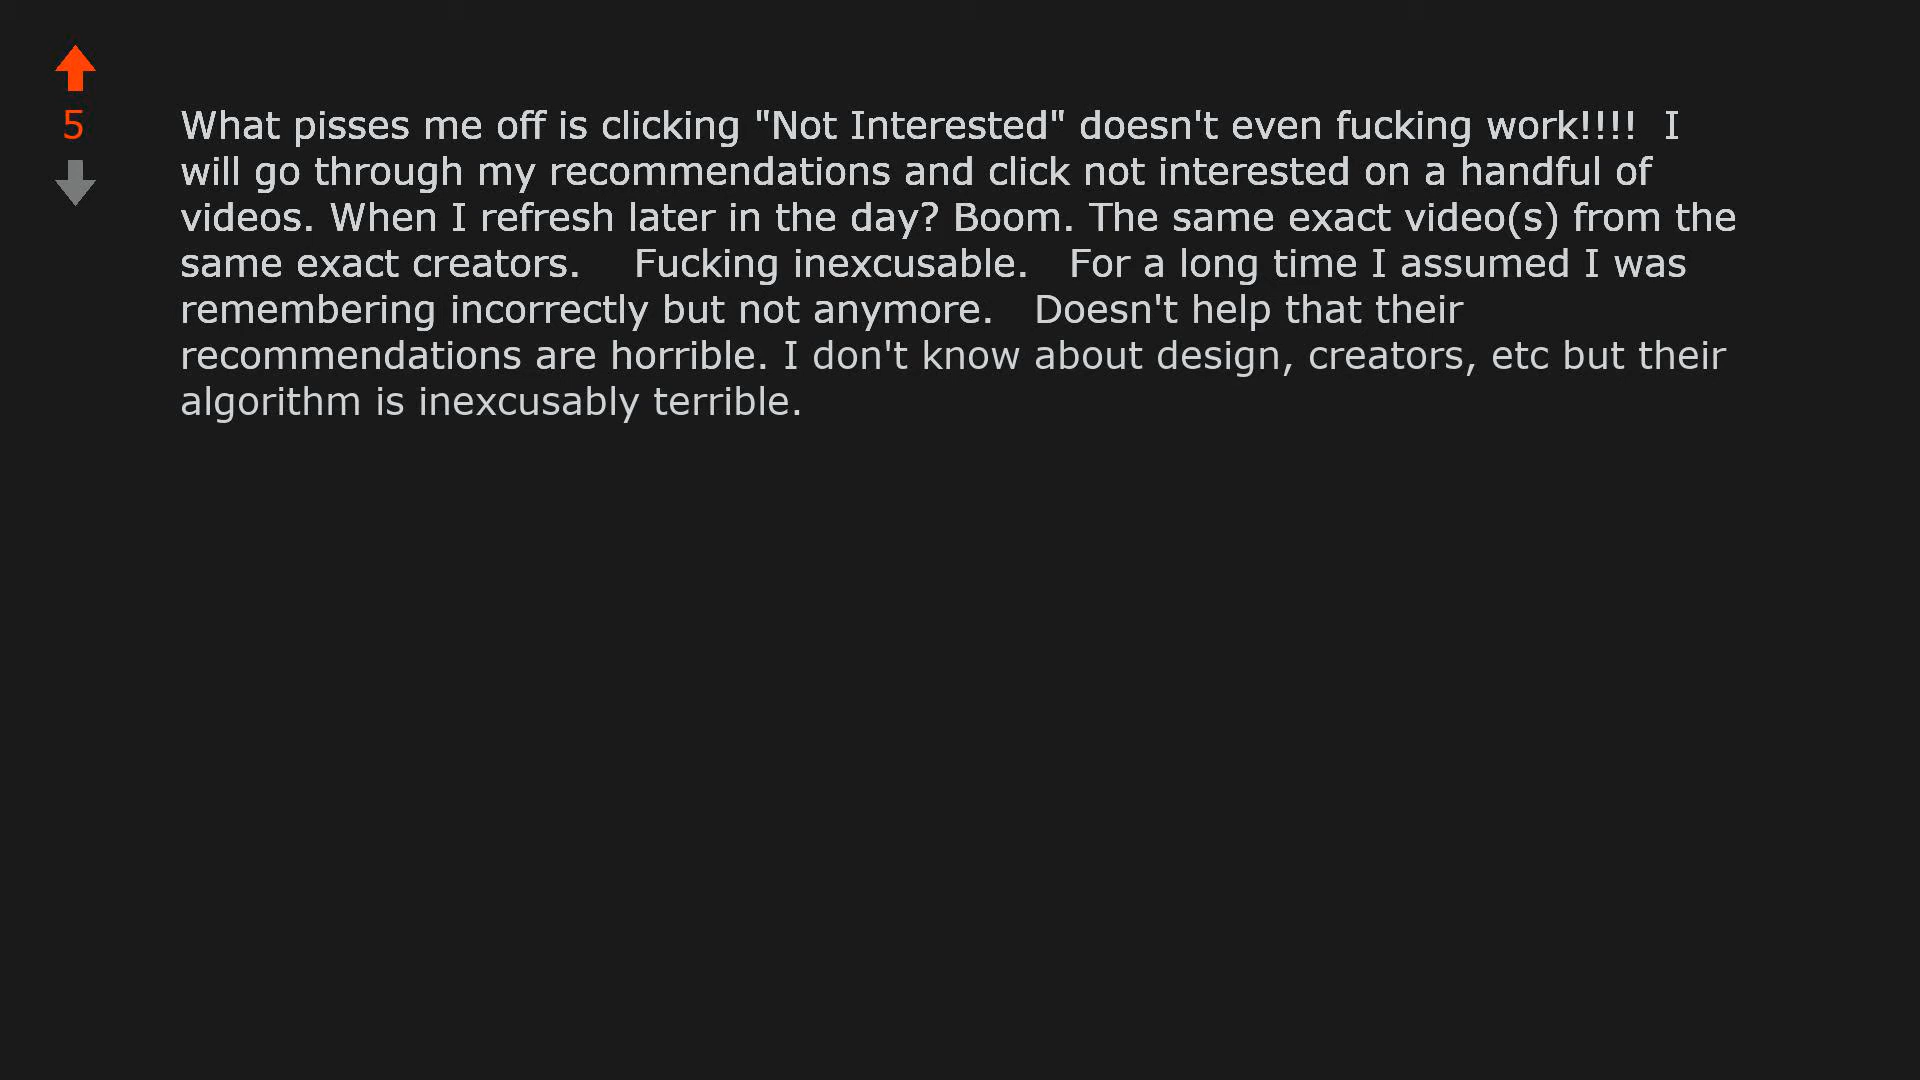 5
What pisses me off is clicking "Not Interested" doesn't even fucking work!!!!  I
will go through my recommendations and click not interested on a handful of
videos. When I refresh later in the day? Boom. The same exact video(s) from the
same exact creators.    Fucking inexcusable.   For a long time I assumed I was
remembering incorrectly but not anymore.   Doesn't help that their
recommendations are horrible. I don't know about design, creators, etc but their
algorithm is inexcusably terrible.